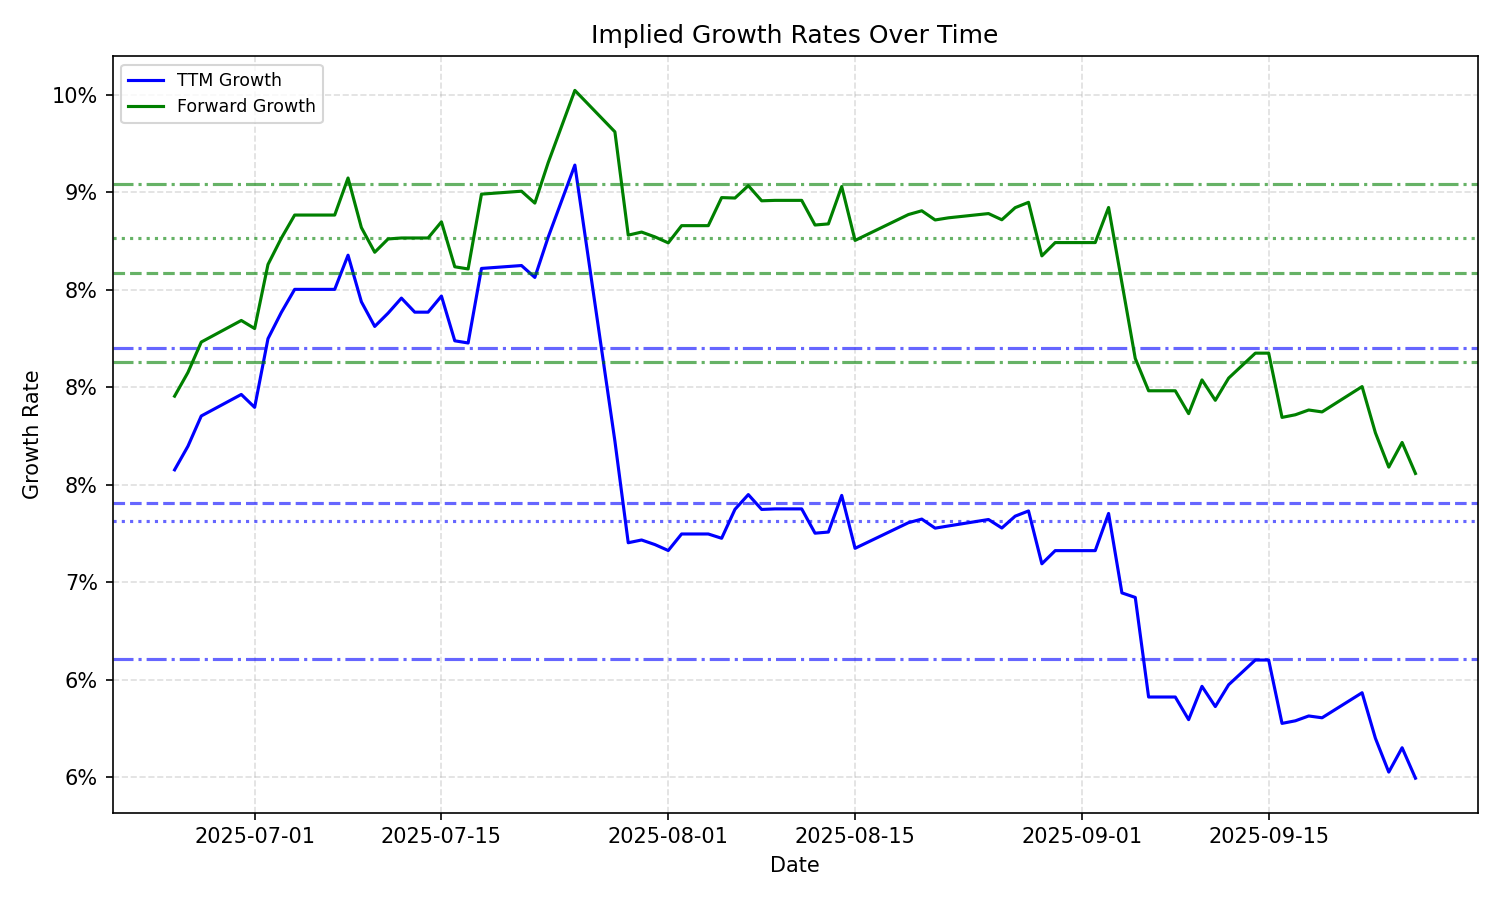 Implied Growth Rates Over Time
TTM Growth
Forward Growth
Growth Rate
10%
9%
8%
8%
8%
7%
6%
6%
2025-07-01
2025-07-15
2025-08-01
2025-08-15
2025-09-01
2025-09-15
Date